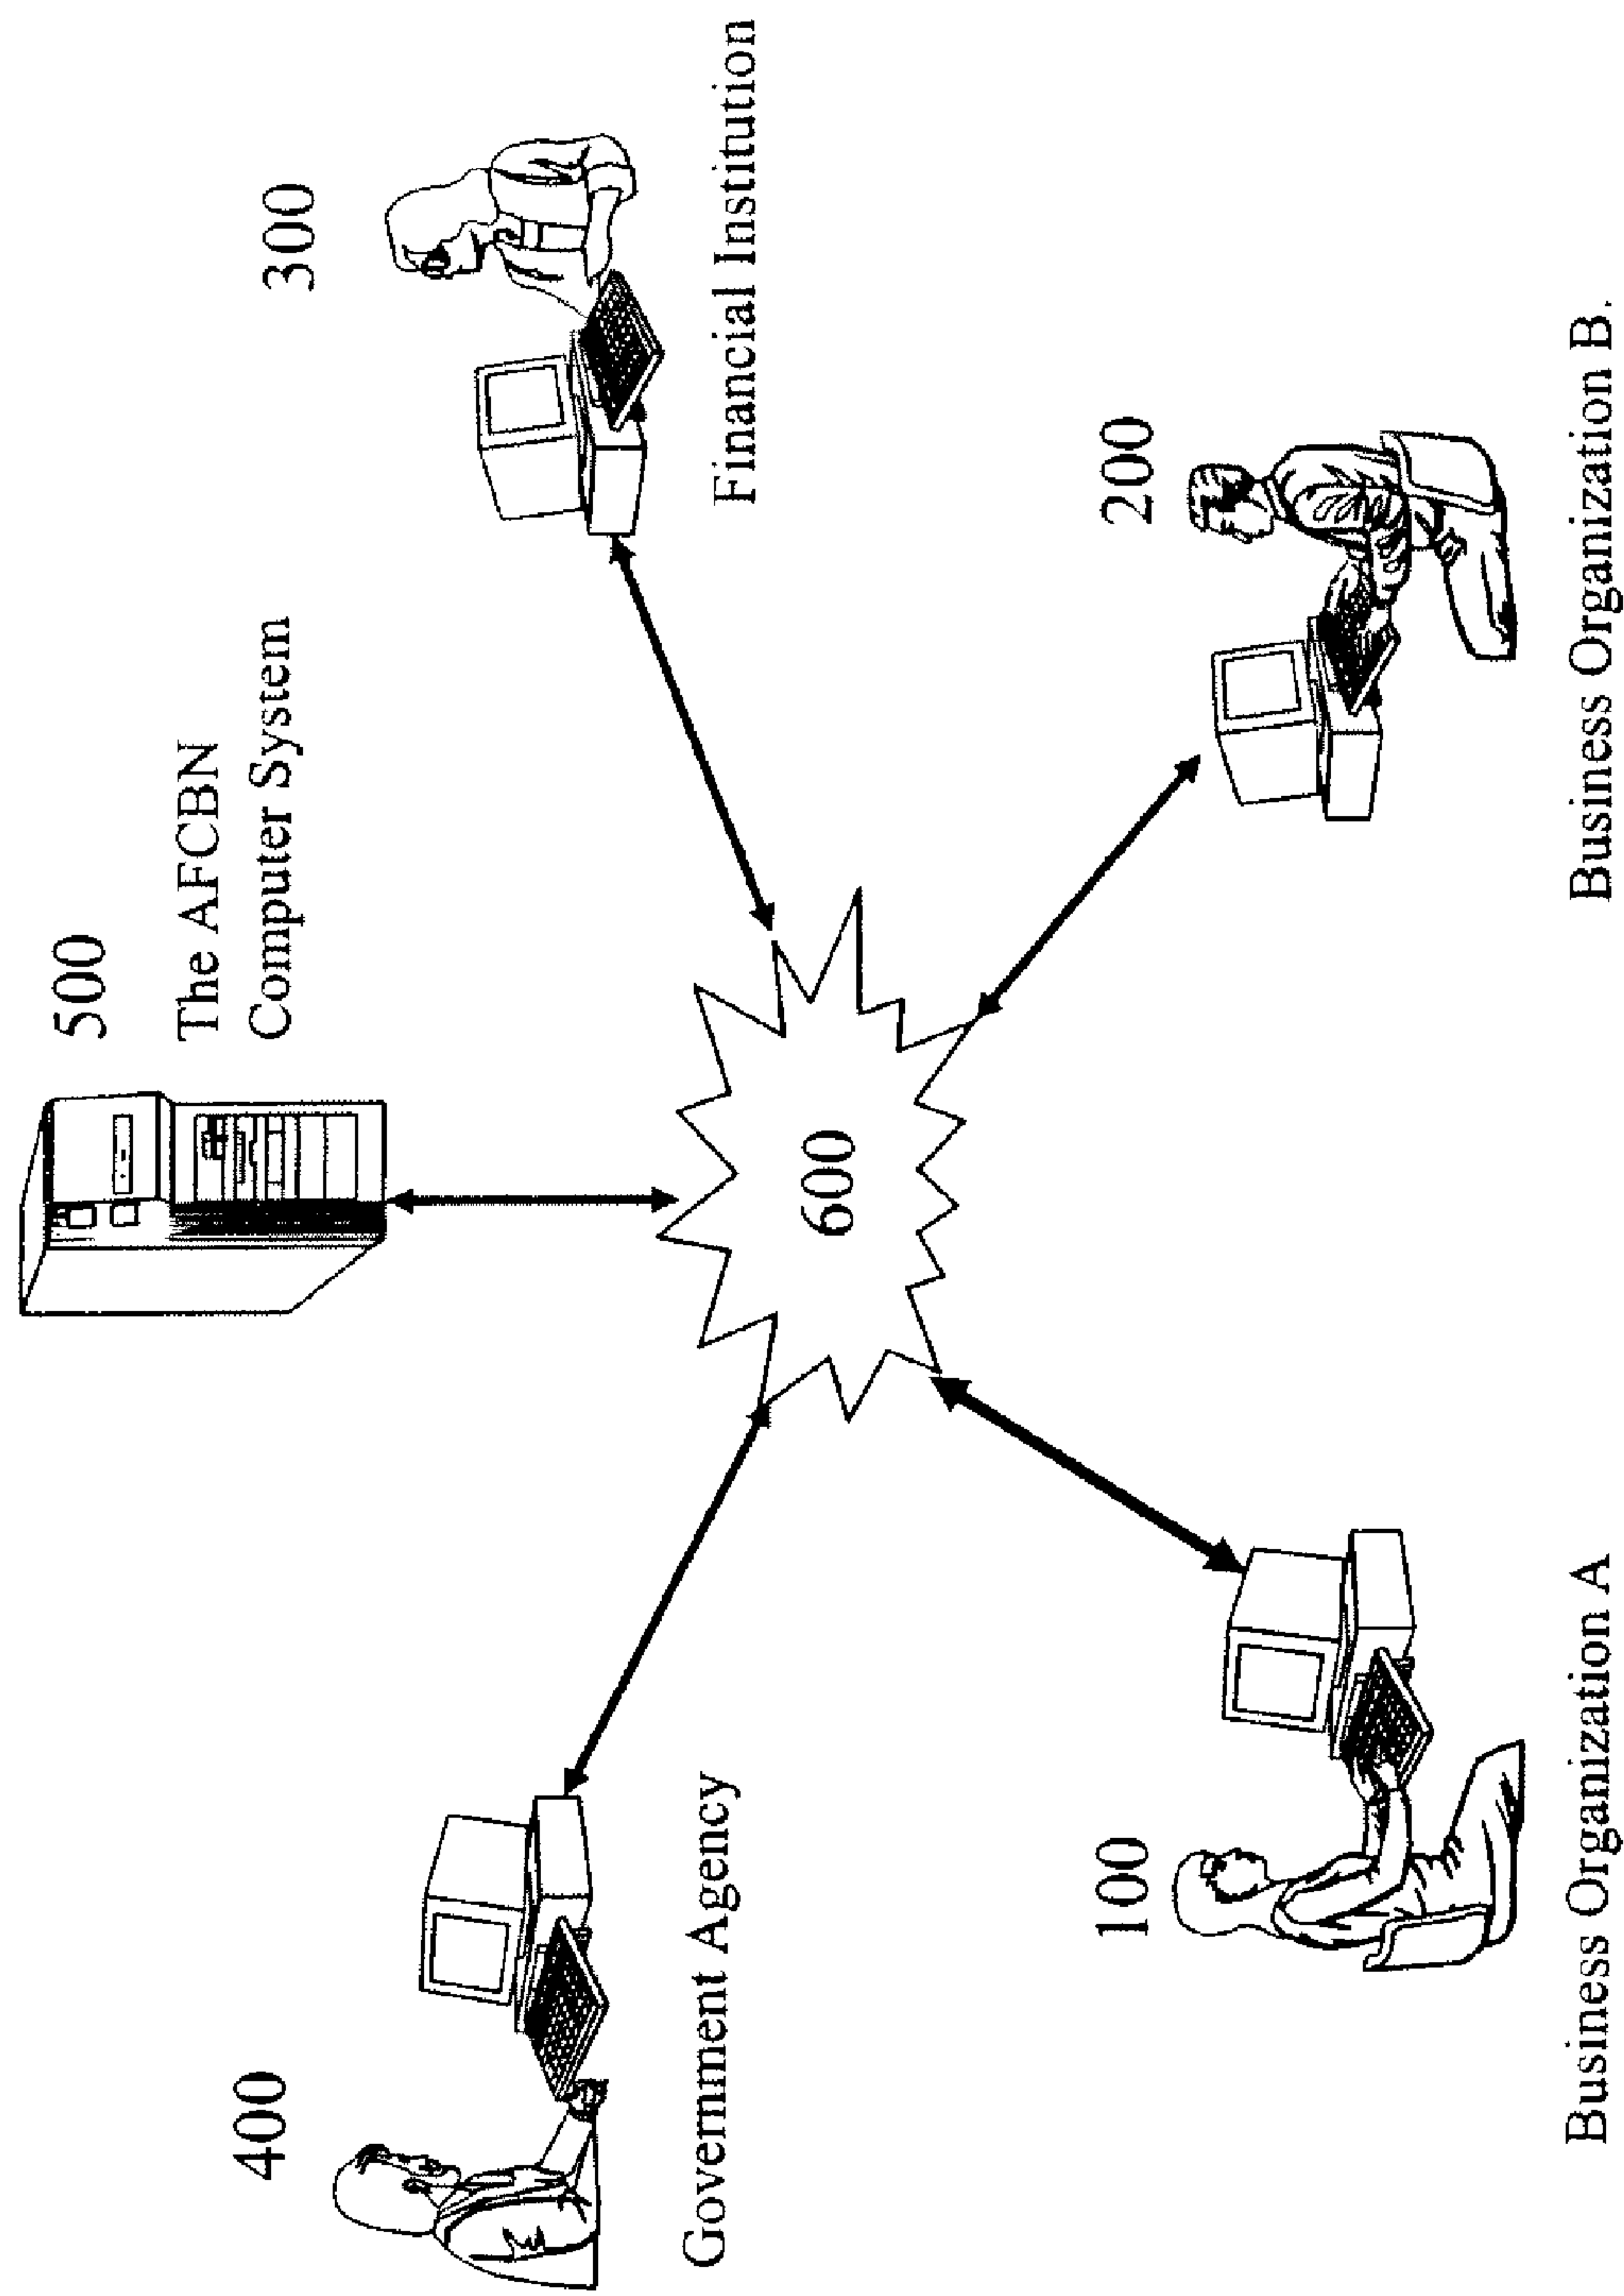 500
The AFCBN
Computer System
400
300
Government Agency
Financial Institution
600
100
200
Business Organization A
Business Organization B.